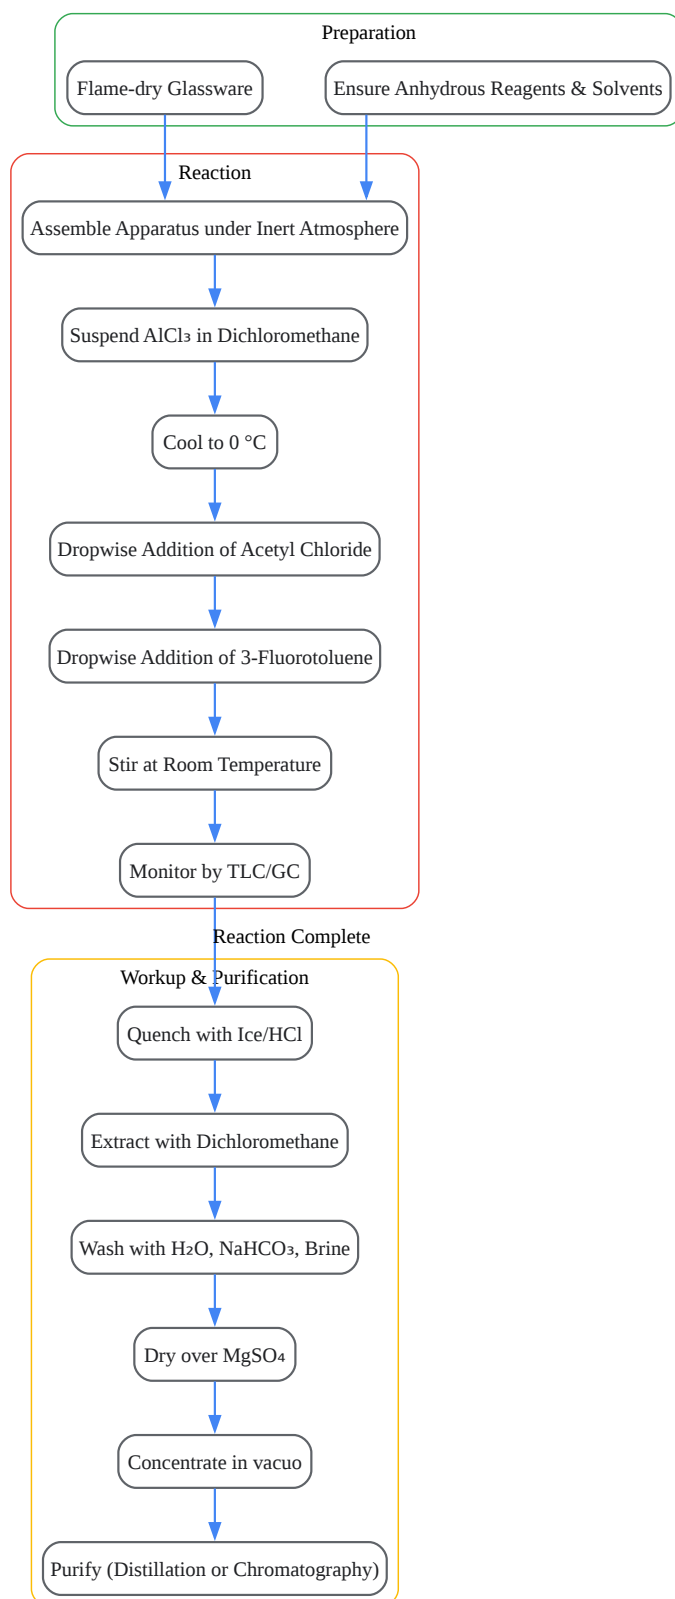 Preparation
Flame-dry Glassware
Ensure Anhydrous Reagents & Solvents
Reaction
Assemble Apparatus under Inert Atmosphere
Suspend AlCl₃ in Dichloromethane
Cool to 0 °C
Dropwise Addition of Acetyl Chloride
Dropwise Addition of 3-Fluorotoluene
Stir at Room Temperature
Monitor by TLC/GC
Reaction Complete
Workup & Purification
Quench with Ice/HCl
Extract with Dichloromethane
Wash with H₂O, NaHCO₃, Brine
Dry over MgSO₄
Concentrate in vacuo
Purify (Distillation or Chromatography)